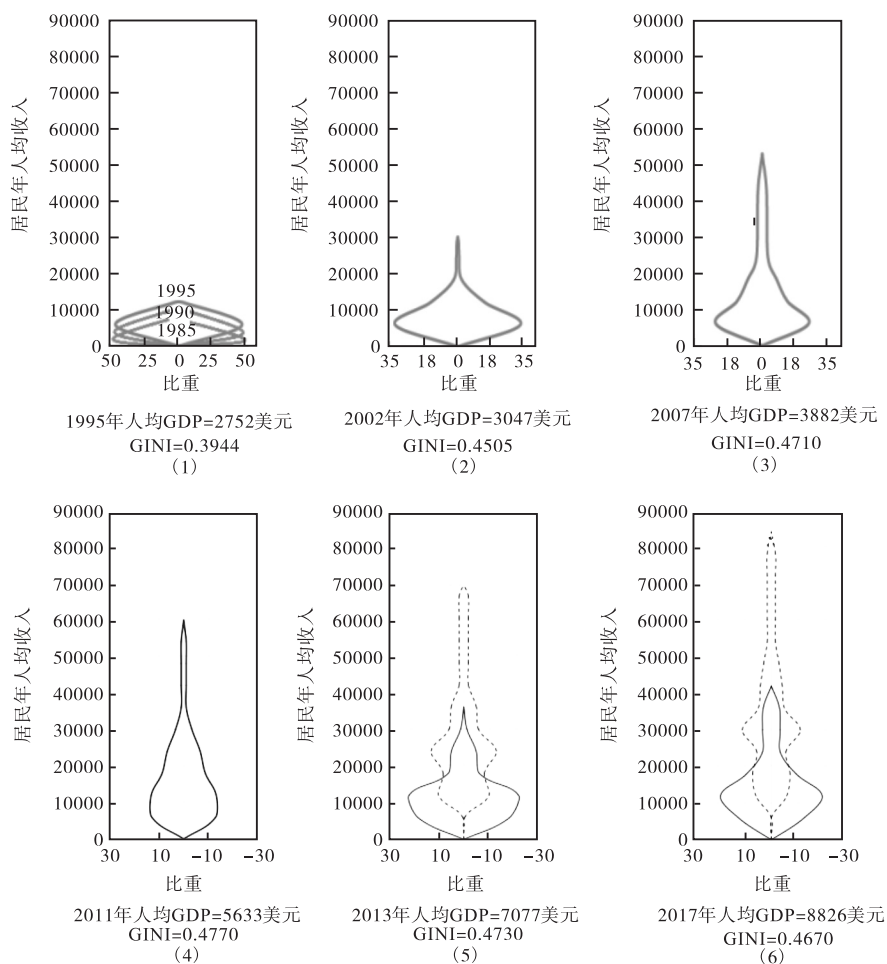 90000
80000
70000
60000
50000
40000
30000
20000
10000
0
居民年人均收入
1995
1990
1985
50 25 0 25 50
比重
1995年人均GDP=2752美元
GINI=0.3944
（1）
90000
80000
70000
60000
50000
40000
30000
20000
10000
0
居民年人均收入
35 18 0 18 35
比重
2002年人均GDP=3047美元
GINI=0.4505
（2）
90000
80000
70000
60000
50000
40000
30000
20000
10000
0
居民年人均收入
35 18 0 18 35
比重
2007年人均GDP=3882美元
GINI=0.4710
（3）
90000
80000
70000
60000
50000
40000
30000
20000
10000
0
居民年人均收入
30 10 -10 -30
比重
2011年人均GDP=5633美元
GINI=0.4770
（4）
90000
80000
70000
60000
50000
40000
30000
20000
10000
0
居民年人均收入
30 10 -10 -30
比重
2013年人均GDP=7077美元
GINI=0.4730
（5）
90000
80000
70000
60000
50000
40000
30000
20000
10000
0
居民年人均收入
30 10 -10 -30
比重
2017年人均GDP=8826美元
GINI=0.4670
（6）